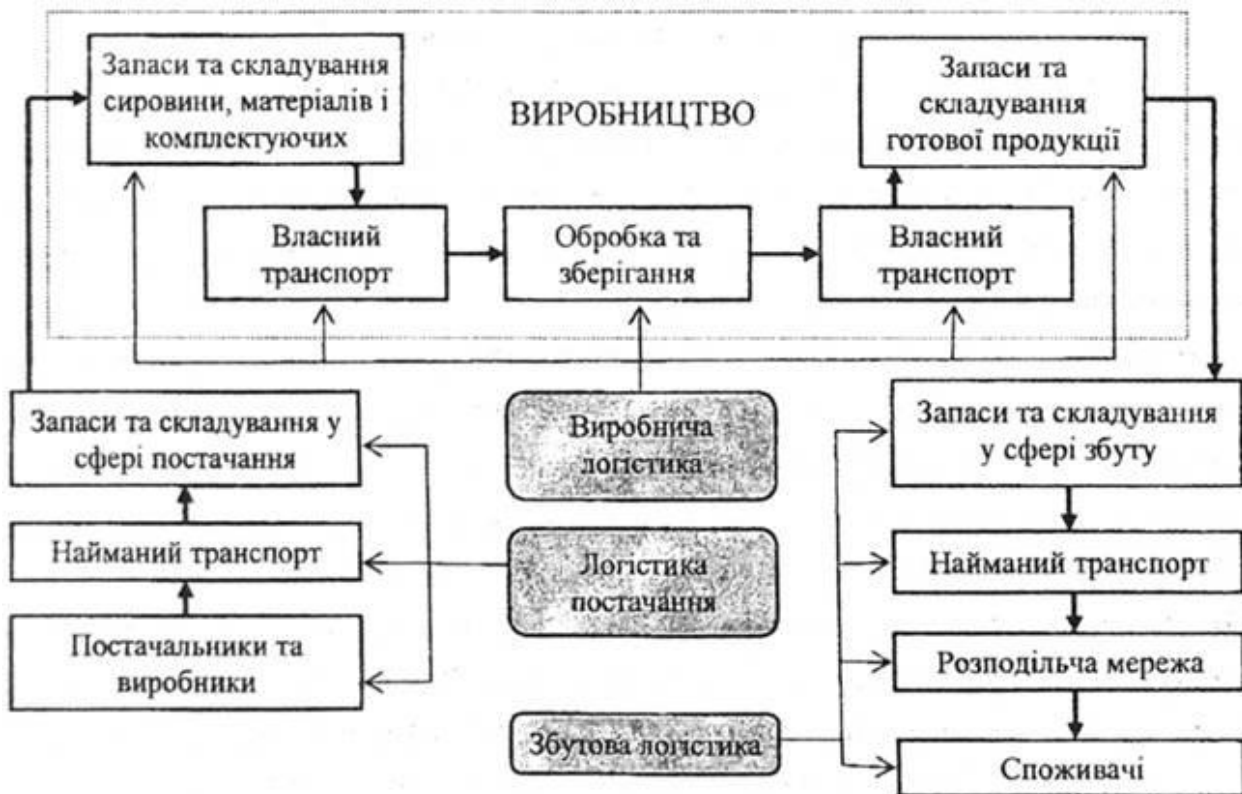 Запаси та складування
сировини, матеріалів і
комплектуючих
ВИРОБНИЦТВО
Запаси та
складування
готової продукції
Власний
транспорт
Обробка та
зберігання
Власний
транспорт
Запаси та складування у
сфері постачання
Виробнича
логістика
Запаси та складування
у сфері збуту
Найманий транспорт
Логістика
постачання
Найманий транспорт
Постачальники та
виробники
Розподільча мережа
Збутова логістика
Споживачі